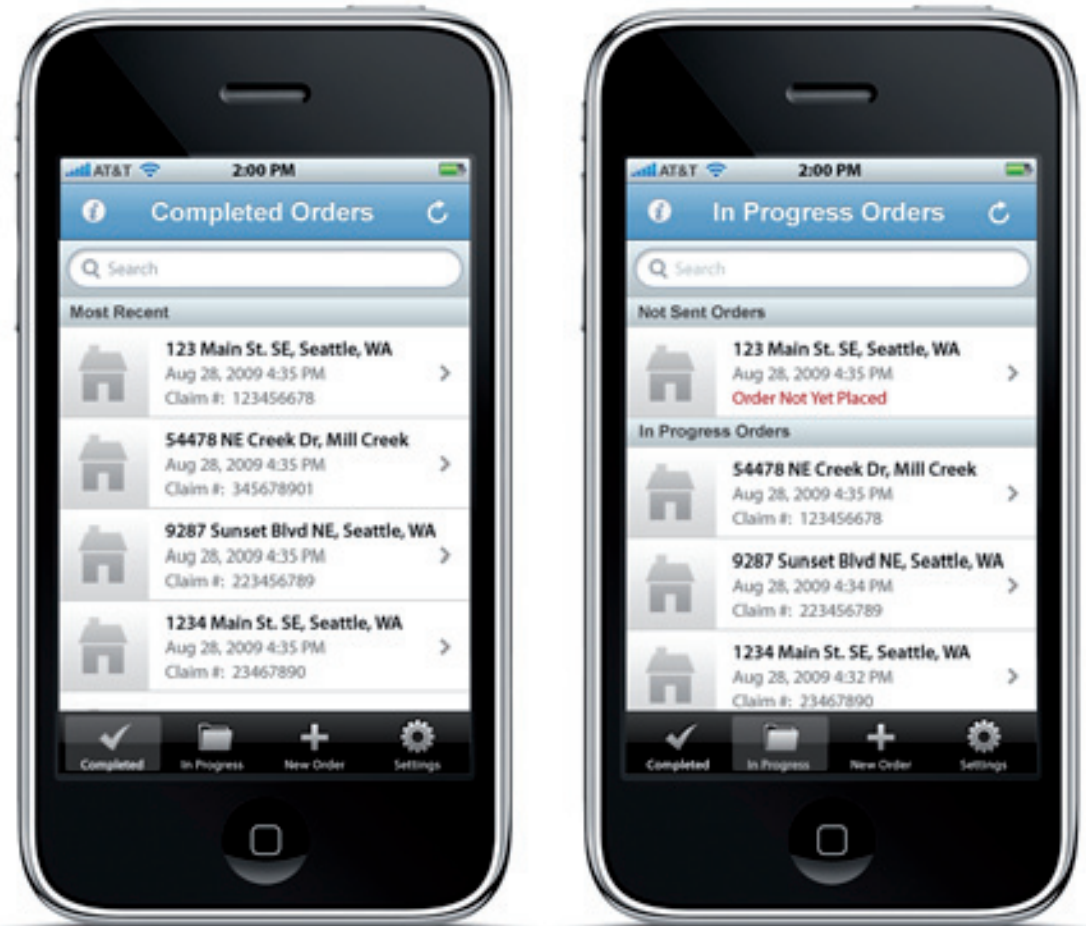 AT&T 2:00 PM
Completed Orders
Search
Most Recent
123 Main St. SE, Seattle, WA
Aug 28, 2009 4:35 PM
Claim #: 123456678
54478 NE Creek Dr, Mill Creek
Aug 28, 2009 4:35 PM
Claim #: 345678901
9287 Sunset Blvd NE, Seattle, WA
Aug 28, 2009 4:35 PM
Claim #: 223456789
1234 Main St. SE, Seattle, WA
Aug 28, 2009 4:35 PM
Claim #: 23467890
Completed In Progress New Order Settings
AT&T 2:00 PM
In Progress Orders
Search
Not Sent Orders
123 Main St. SE, Seattle, WA
Aug 28, 2009 4:35 PM
Order Not Yet Placed
In Progress Orders
54478 NE Creek Dr, Mill Creek
Aug 28, 2009 4:35 PM
Claim #: 123456678
9287 Sunset Blvd NE, Seattle, WA
Aug 28, 2009 4:34 PM
Claim #: 223456789
1234 Main St. SE, Seattle, WA
Aug 28, 2009 4:32 PM
Claim #: 23467890
Completed In Progress New Order Settings